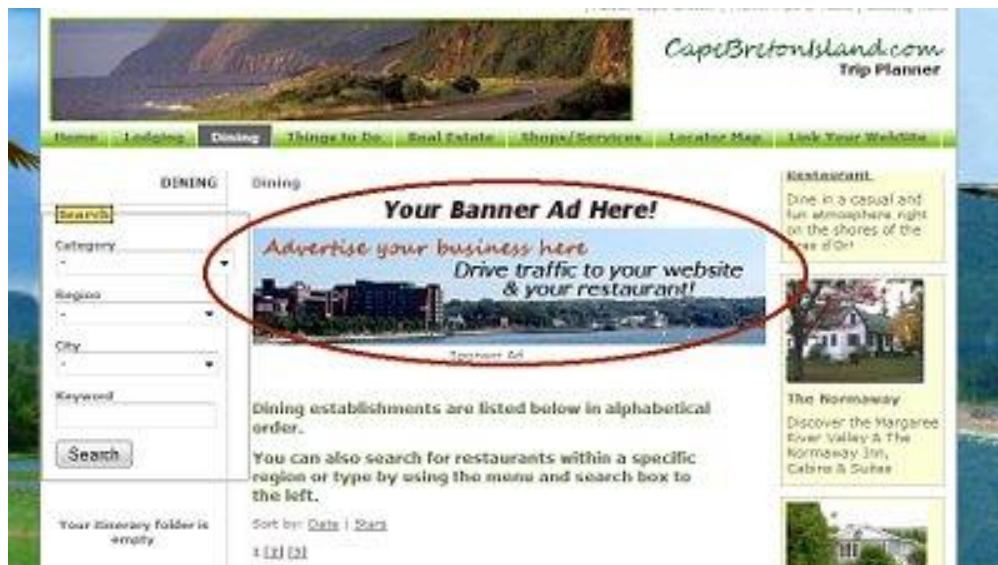 CapeBretonIsland.com
Trip Planner
Home Lodging Dining Things to Do Real Estate Shops/Services Locator Map Link Your WebSite
DINING
Search
Category
-
Region
-
City
-
Keyword
Search
Your itinerary folder is
empty
Dining
Your Banner Ad Here!
Advertise your business here
Drive traffic to your website
& your restaurant!
Sponsor Ad
Dining establishments are listed below in alphabetical
order.
You can also search for restaurants within a specific
region or type by using the menu and search box to
the left.
Sort by: Date | Stars
1 [2] [3]
Restaurant
Dine in a casual and
fun atmosphere right
on the shores of the
Bras d'Or!
The Normaway
Discover the Margaree
River Valley & The
Normaway Inn,
Cabins & Suites